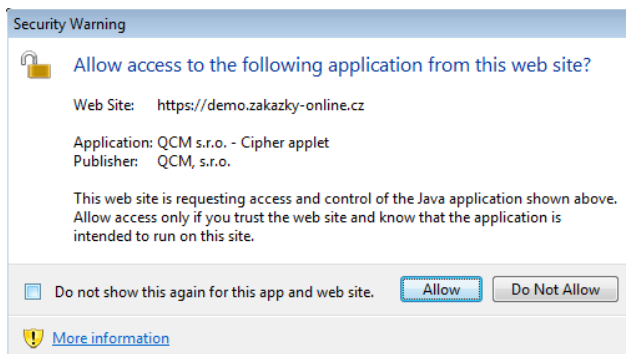 Security Warning
Allow access to the following application from this web site?
Web Site: https://demo.zakazky-online.cz
Application: QCM s.r.o. - Cipher applet
Publisher: QCM, s.r.o.
This web site is requesting access and control of the Java application shown above.
Allow access only if you trust the web site and know that the application is
intended to run on this site.
Do not show this again for this app and web site. Allow Do Not Allow
More information